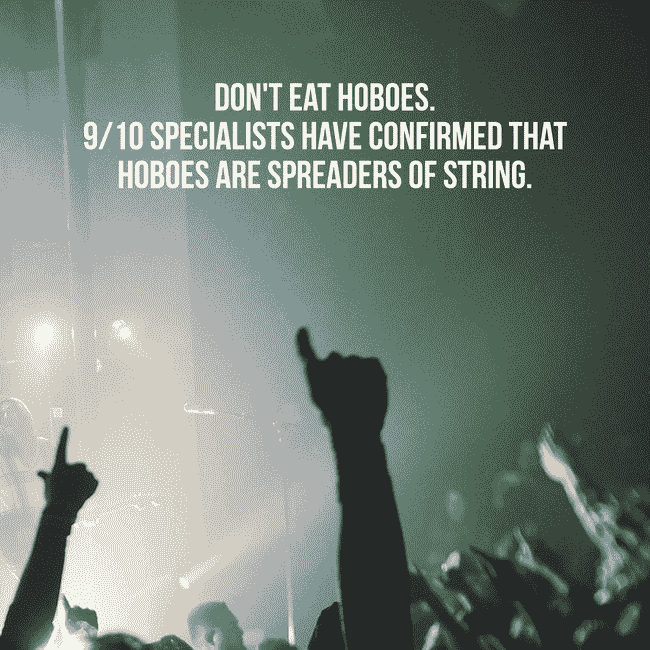 DON'T EAT HOBOES.
9/10 SPECIALISTS HAVE CONFIRMED THAT
HOBOES ARE SPREADERS OF STRING.